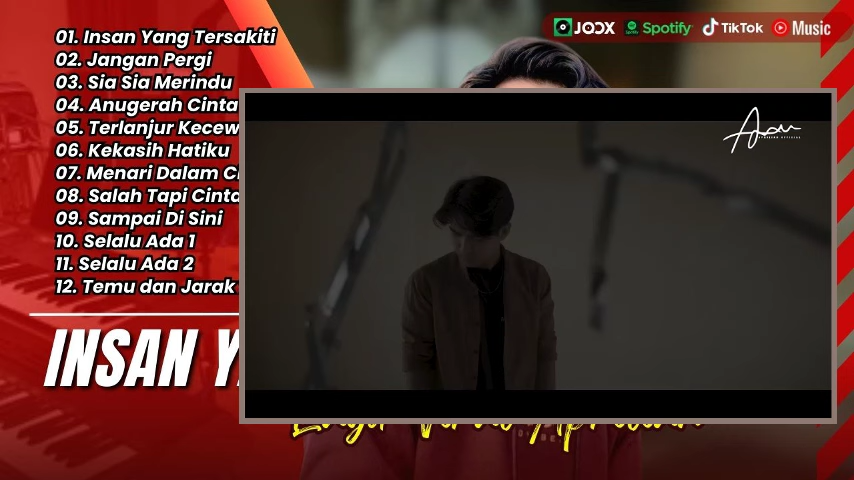 01. Insan Yang Tersakiti
02. Jangan Pergi
03. Sia Sia Merindu
04. Anugerah Cinta
05. Terlanjur Kecew
06. Kekasih Hatiku
07. Menari Dalam C
08. Salah Tapi Cinta
09. Sampai Di Sini
10. Selalu Ada 1
11. Selalu Ada 2
12. Temu dan Jarak
INSAN
JOOX Spotify TikTok Music